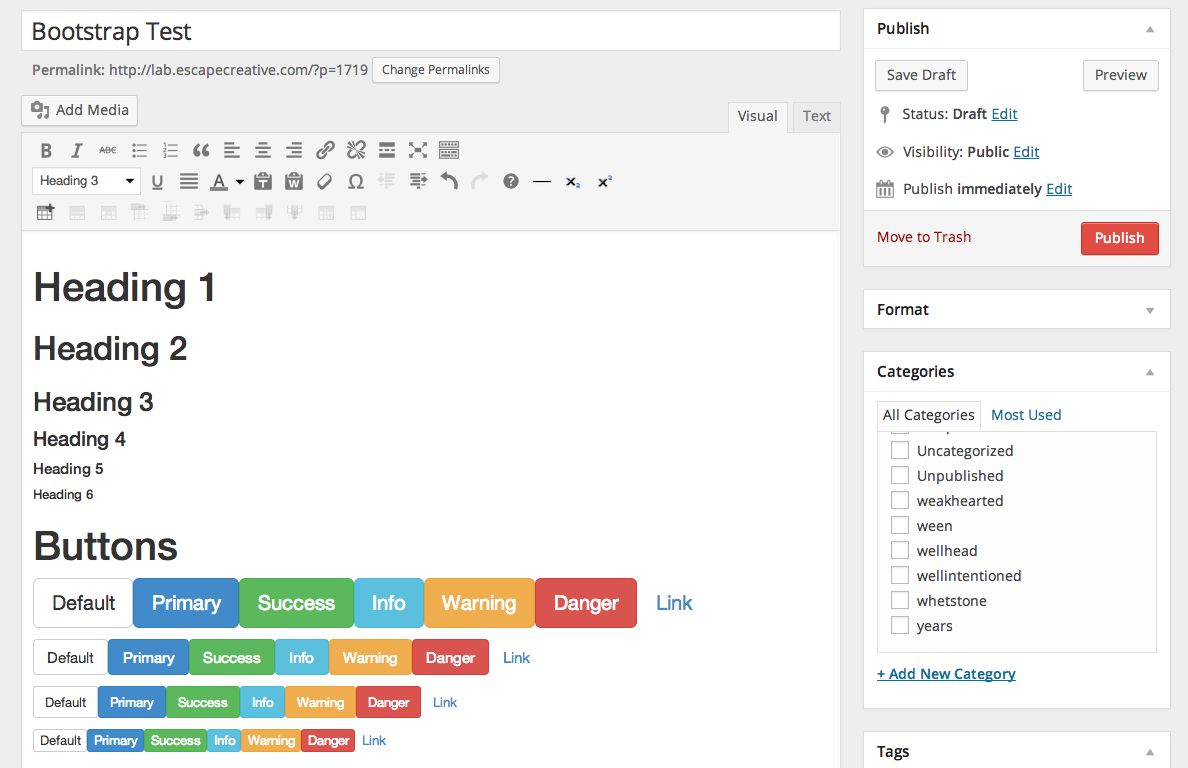 Bootstrap Test
Permalink: http://lab.escapecreative.com/?p=1719 Change Permalinks
Add Media
Visual Text
B I ABC
Heading 3 U A T W Ω ? — x₂ x²
Heading 1
Heading 2
Heading 3
Heading 4
Heading 5
Heading 6
Buttons
Default Primary Success Info Warning Danger Link
Default Primary Success Info Warning Danger Link
Default Primary Success Info Warning Danger Link
Default Primary Success Info Warning Danger Link
Publish
Save Draft Preview
Status: Draft Edit
Visibility: Public Edit
Publish immediately Edit
Move to Trash Publish
Format
Categories
All Categories Most Used
Uncategorized
Unpublished
weakhearted
ween
wellhead
wellintentioned
whetstone
years
+ Add New Category
Tags